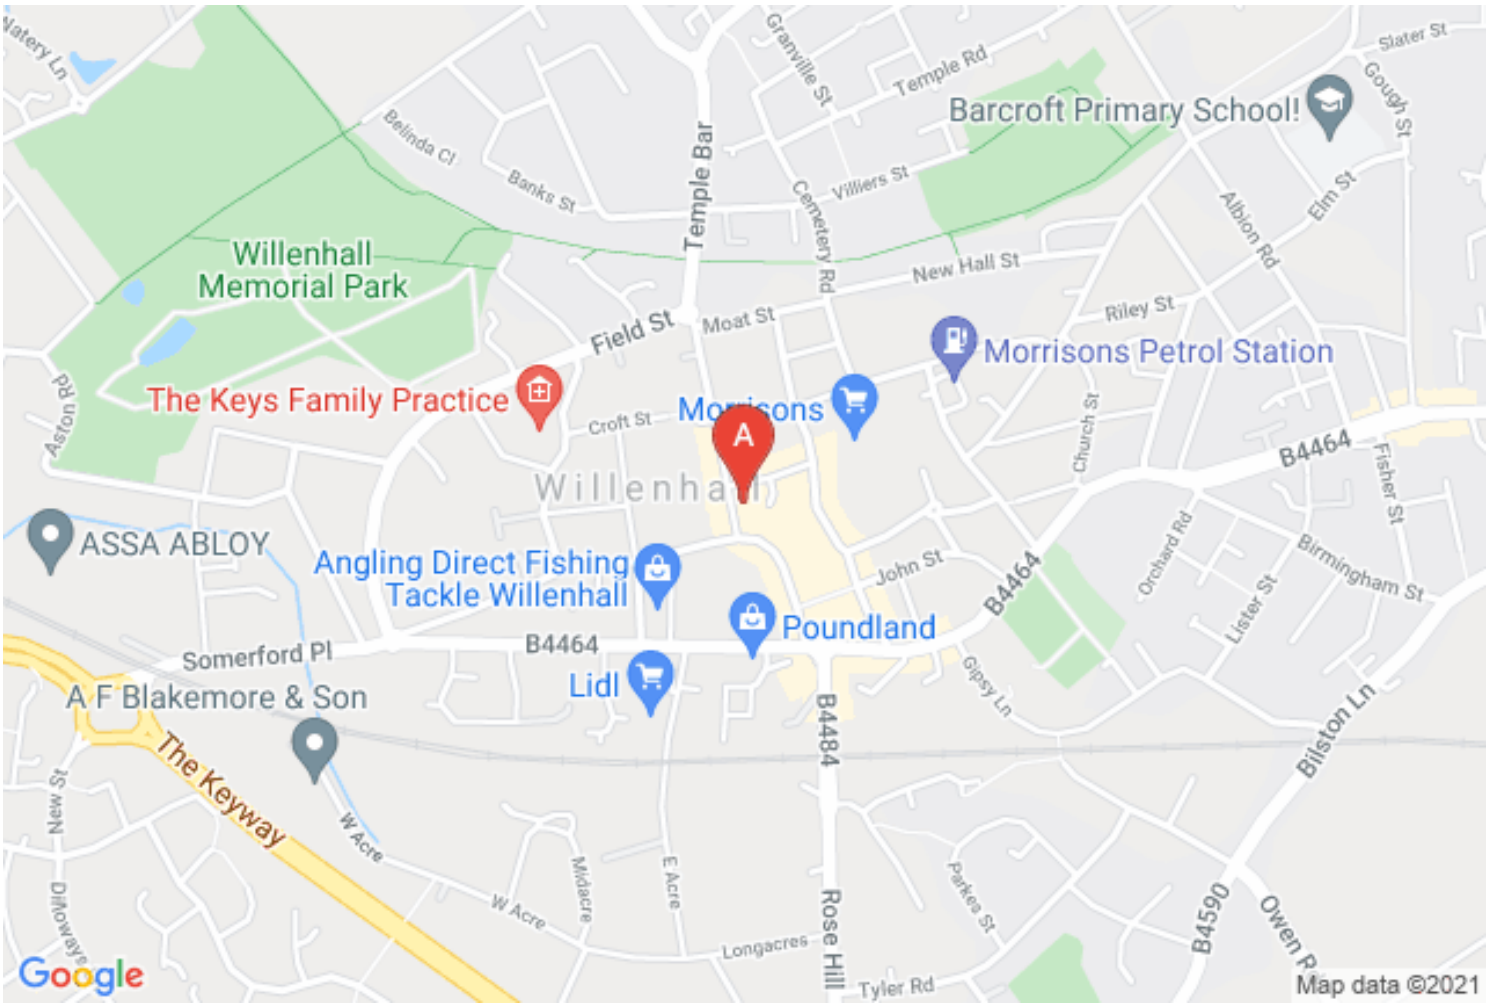 Natery Ln
Granville St
Slater St
Temple Rd
Gough St
Barcroft Primary School!
Belinda Cl
Temple Bar
Villiers St
Banks St
Cemetery Rd
Albion Rd
Elm St
Willenhall
Memorial Park
New Hall St
Riley St
Field St
Moat St
Morrisons Petrol Station
Aston Rd
The Keys Family Practice
Morrisons
Croft St
A
Church St
B4464
Fisher St
Willenhall
ASSA ABLOY
Angling Direct Fishing
Tackle Willenhall
John St
B4464
Orchard Rd
Birmingham St
Lister St
Poundland
B4464
Somerford Pl
Lidl
Gipsy Ln
A F Blakemore & Son
B4484
Bilston Ln
The Keyway
New St
W Acre
E Acre
Midacre
Parkes St
Dilloways
W Acre
Rose Hill
B4590
Owen Rd
Longacres
Tyler Rd
Google
Map data ©2021